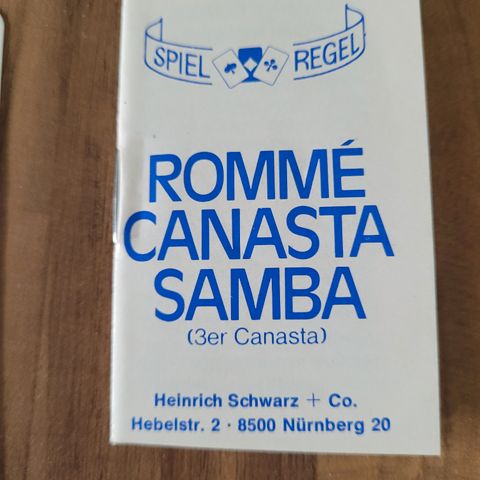 SPIEL REGEL
ROMMÉ
CANASTA
SAMBA
(3er Canasta)
Heinrich Schwarz + Co.
Hebelstr. 2 · 8500 Nürnberg 20